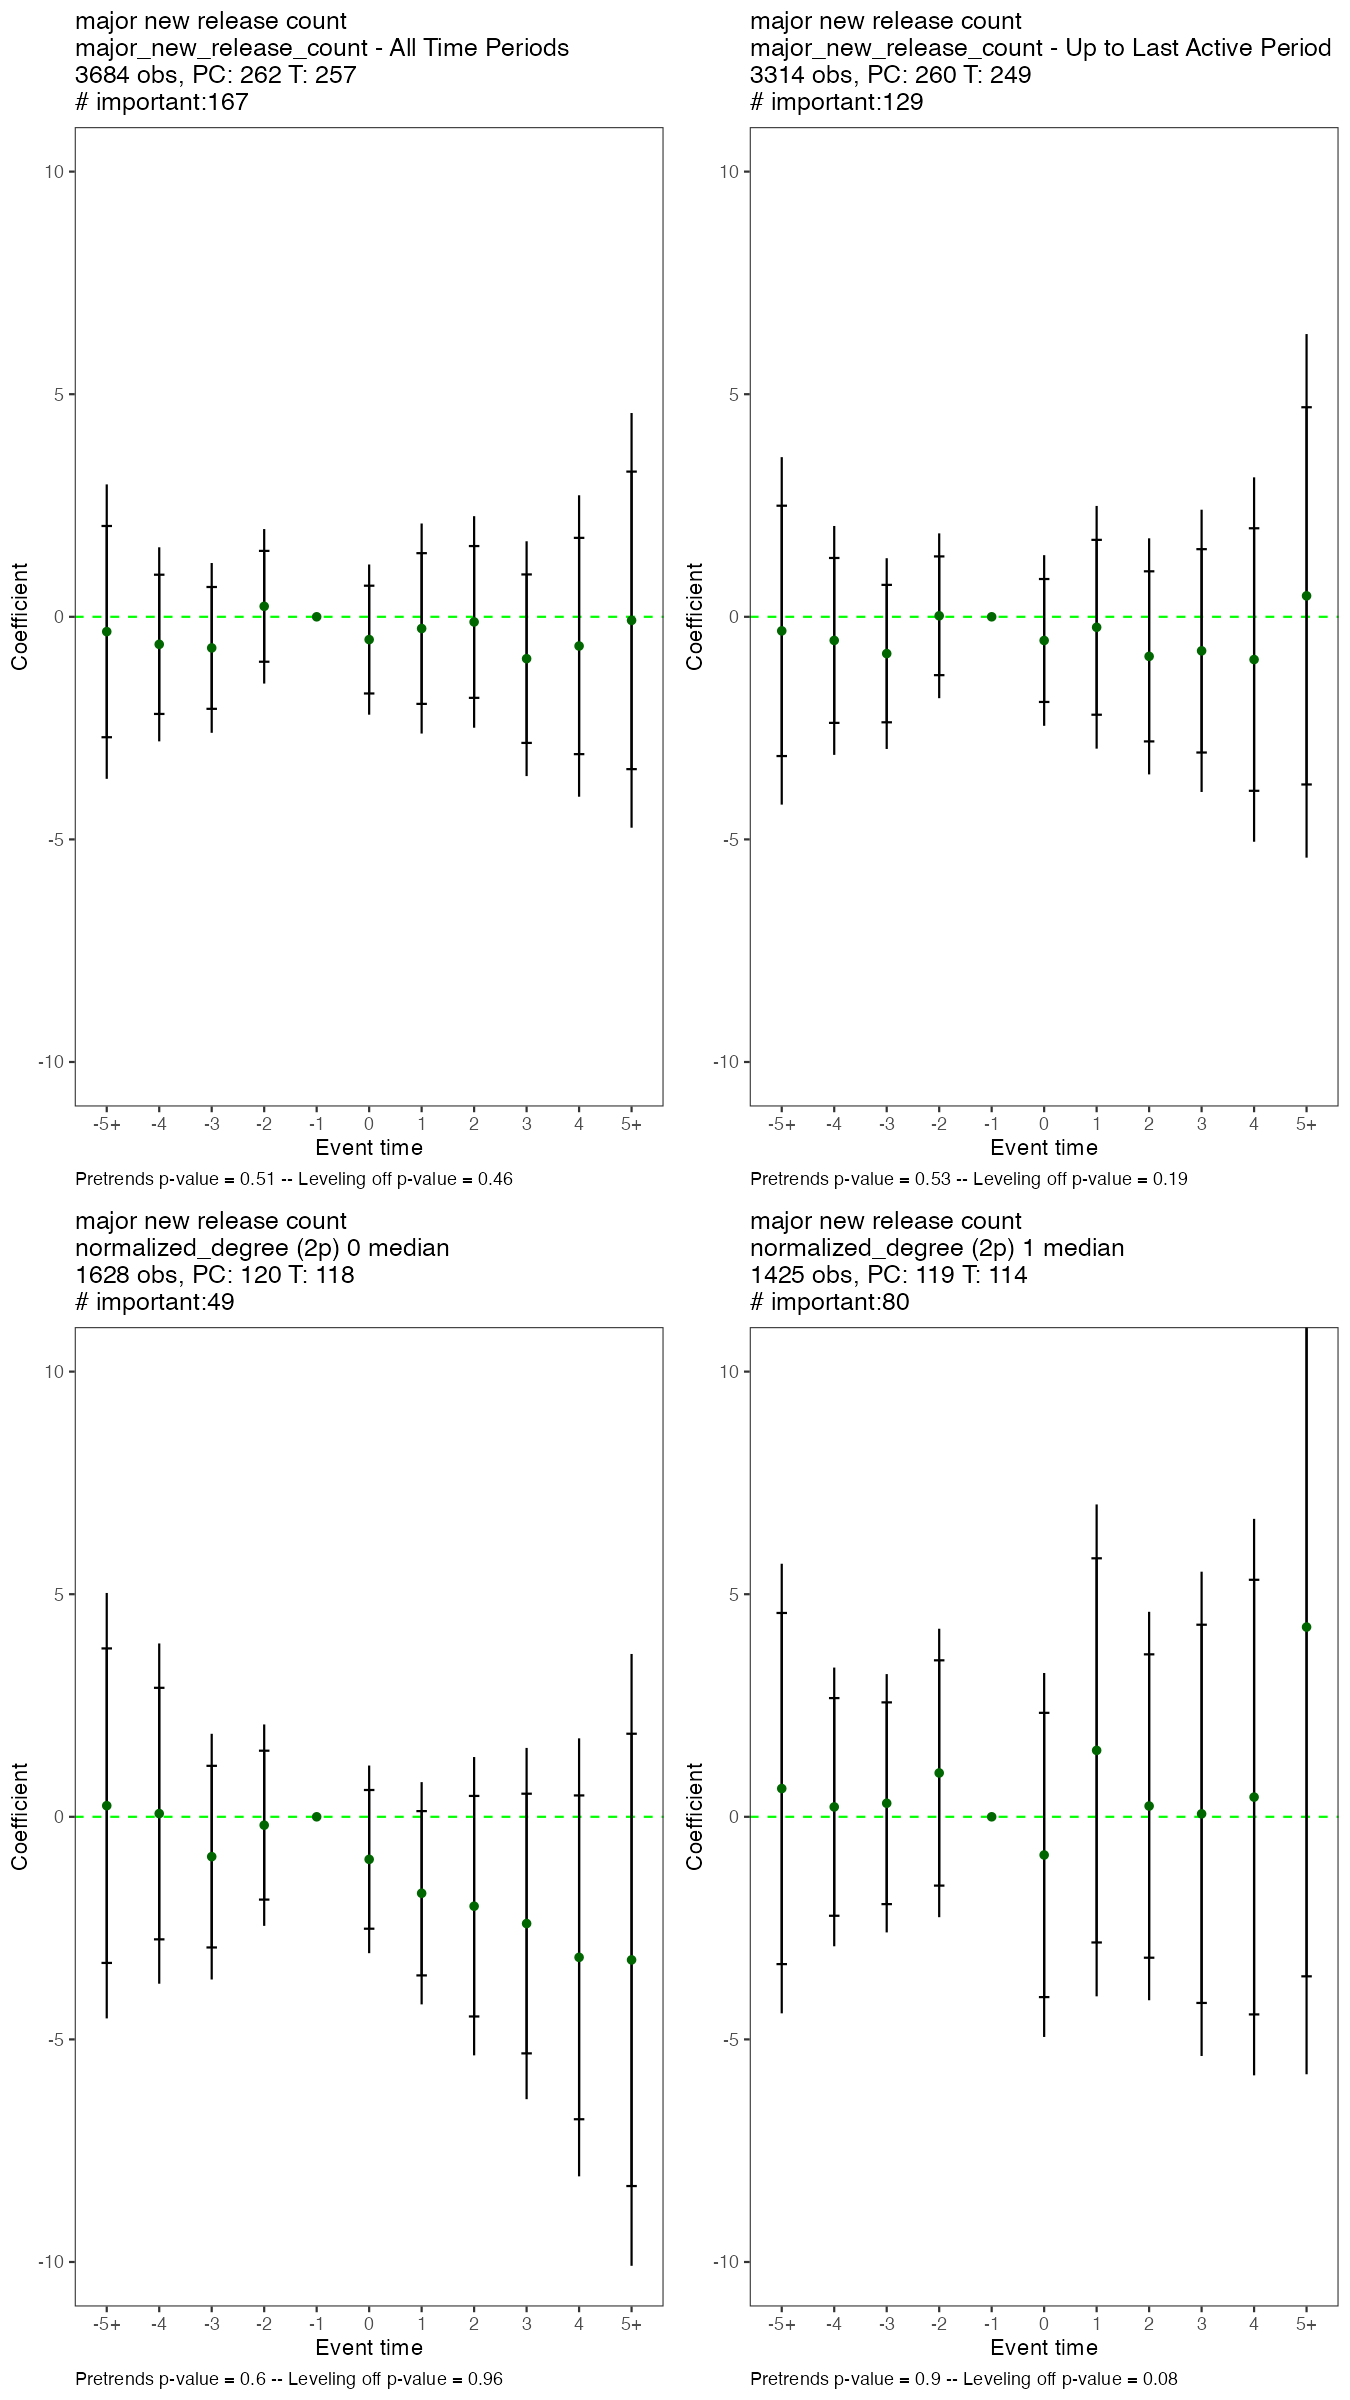 major new release count
major_new_release_count - All Time Periods
3684 obs, PC: 262 T: 257
# important:167
10
5
0
-5
-10
Coefficient
-5+ -4 -3 -2 -1 0 1 2 3 4 5+
Event time
Pretrends p-value = 0.51 -- Leveling off p-value = 0.46
major new release count
major_new_release_count - Up to Last Active Period
3314 obs, PC: 260 T: 249
# important:129
10
5
0
-5
-10
Coefficient
-5+ -4 -3 -2 -1 0 1 2 3 4 5+
Event time
Pretrends p-value = 0.53 -- Leveling off p-value = 0.19
major new release count
normalized_degree (2p) 0 median
1628 obs, PC: 120 T: 118
# important:49
10
5
0
-5
-10
Coefficient
-5+ -4 -3 -2 -1 0 1 2 3 4 5+
Event time
Pretrends p-value = 0.6 -- Leveling off p-value = 0.96
major new release count
normalized_degree (2p) 1 median
1425 obs, PC: 119 T: 114
# important:80
10
5
0
-5
-10
Coefficient
-5+ -4 -3 -2 -1 0 1 2 3 4 5+
Event time
Pretrends p-value = 0.9 -- Leveling off p-value = 0.08